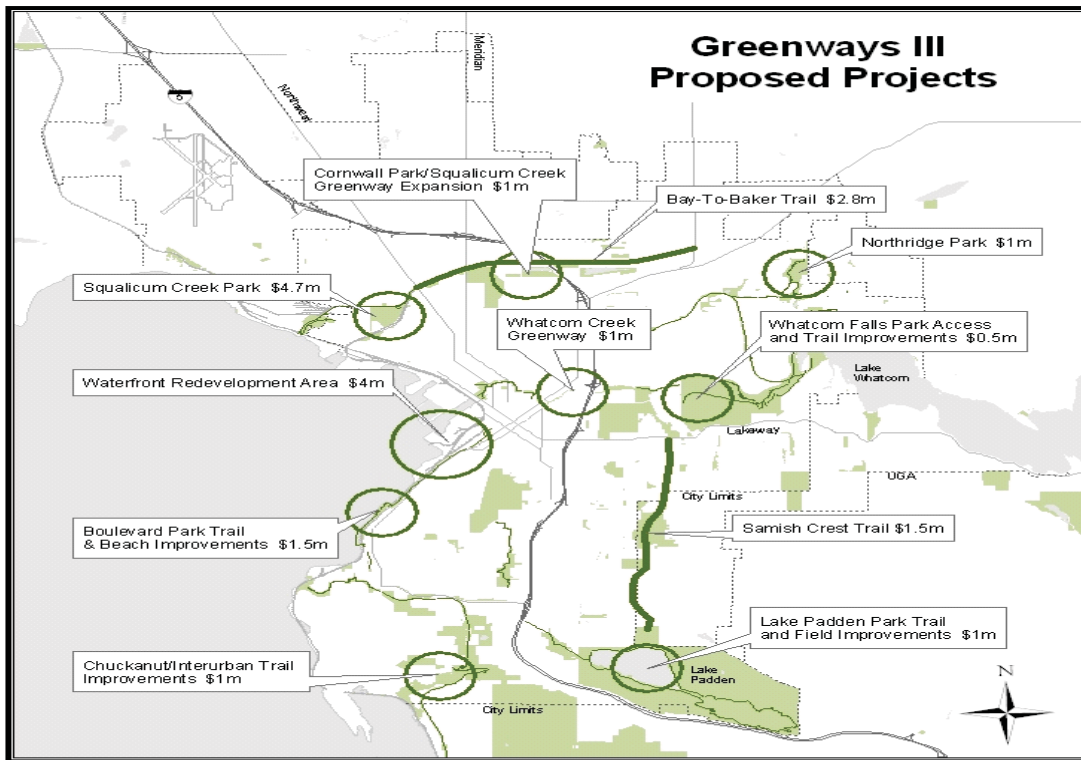 Greenways III
Proposed Projects
Meridian
Northwest
Cornwall Park/Squalicum Creek
Greenway Expansion $1m
Bay-To-Baker Trail $2.8m
Northridge Park $1m
Squalicum Creek Park $4.7m
Whatcom Creek
Greenway $1m
Whatcom Falls Park Access
and Trail Improvements $0.5m
Waterfront Redevelopment Area $4m
Lake
Whatcom
Lakeway
UGA
City Limits
Boulevard Park Trail
& Beach Improvements $1.5m
Samish Crest Trail $1.5m
Lake Padden Park Trail
and Field Improvements $1m
Chuckanut/Interurban Trail
Improvements $1m
Lake
Padden
City Limits
N